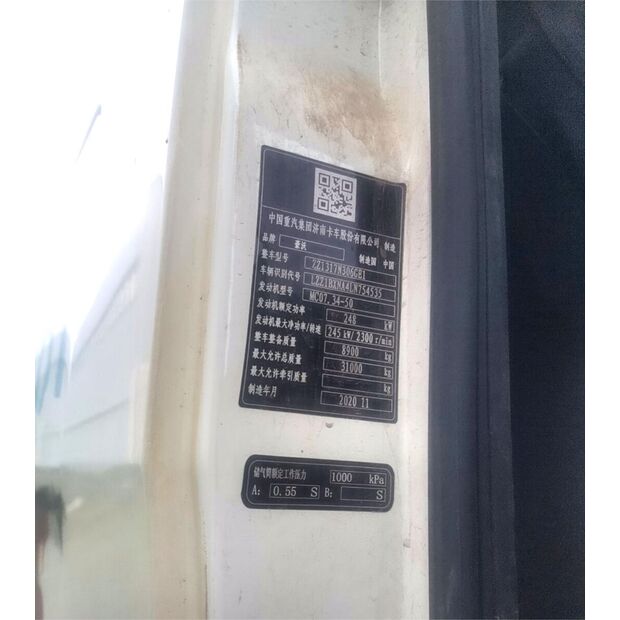 中国重汽集团济南卡车股份有限公司 制造
品牌 豪沃 制造国 中国
整车型号 ZZ1317N306GE1
车辆识别代号 LZZ1BXNA4LN754535
发动机型号 MC07.34-50
发动机额定功率 248 kW
发动机最大净功率/转速 245 kW/ 2300 r/min
整车整备质量 8900 kg
最大允许总质量 31000 kg
最大允许牵引质量 kg
制造年月 2020 11
储气筒额定工作压力 1000 kPa
A: 0.55 S B: S